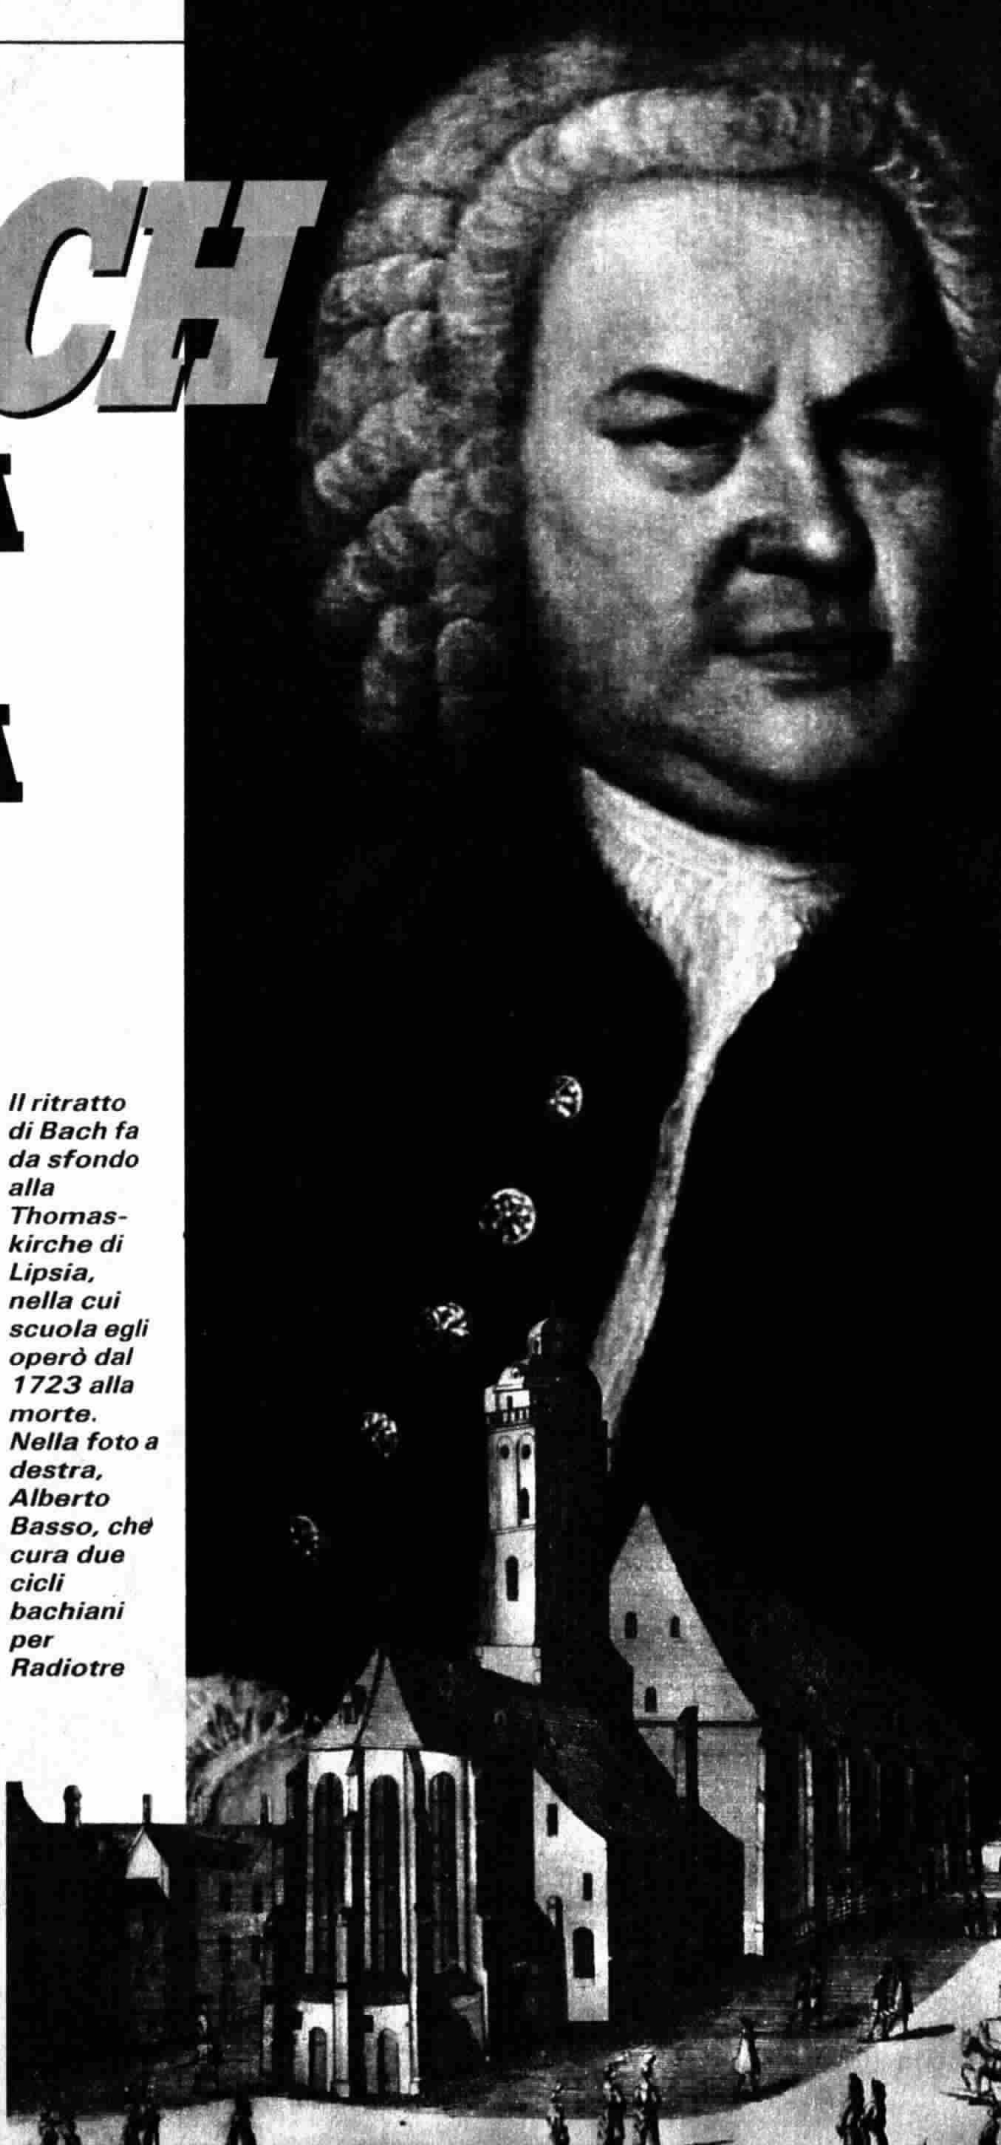 CH
A
A
Il ritratto
di Bach fa
da sfondo
alla
Thomas-
kirche di
Lipsia,
nella cui
scuola egli
operò dal
1723 alla
morte.
Nella foto a
destra,
Alberto
Basso, che
cura due
cicli
bachiani
per
Radiotre